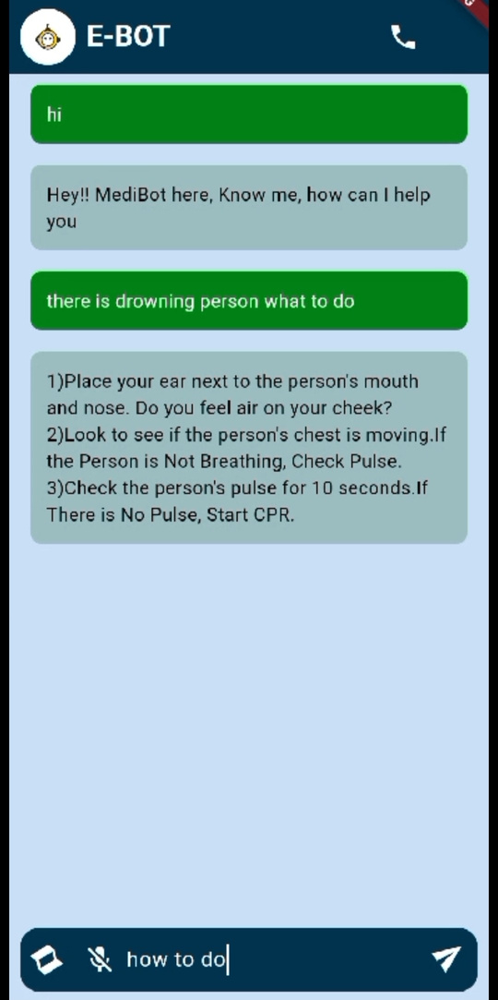 E-BOT
hi
Hey!! MediBot here, Know me, how can I help
you
there is drowning person what to do
1)Place your ear next to the person's mouth
and nose. Do you feel air on your cheek?
2)Look to see if the person's chest is moving.If
the Person is Not Breathing, Check Pulse.
3)Check the person's pulse for 10 seconds.If
There is No Pulse, Start CPR.
how to do